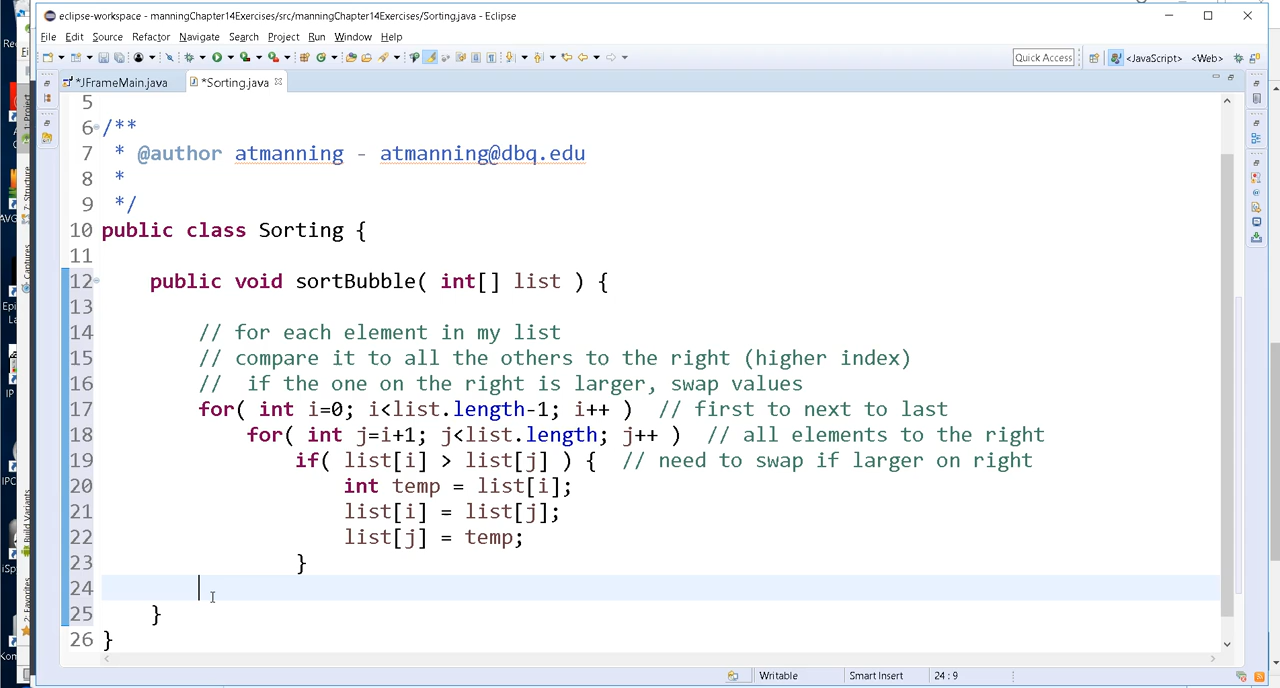 eclipse-workspace - manningChapter14Exercises/src/manningChapter14Exercises/Sorting.java - Eclipse
File Edit Source Refactor Navigate Search Project Run Window Help
Quick Access <JavaScript> <Web>
*JFrameMain.java *Sorting.java
5
6 /**
7 * @author atmanning - atmanning@dbq.edu
8 *
9 */
10 public class Sorting {
11
12 public void sortBubble( int[] list ) {
13
14 // for each element in my list
15 // compare it to all the others to the right (higher index)
16 // if the one on the right is larger, swap values
17 for( int i=0; i<list.length-1; i++ ) // first to next to last
18 for( int j=i+1; j<list.length; j++ ) // all elements to the right
19 if( list[i] > list[j] ) { // need to swap if larger on right
20 int temp = list[i];
21 list[i] = list[j];
22 list[j] = temp;
23 }
24
25 }
26 }
Writable Smart Insert 24 : 9